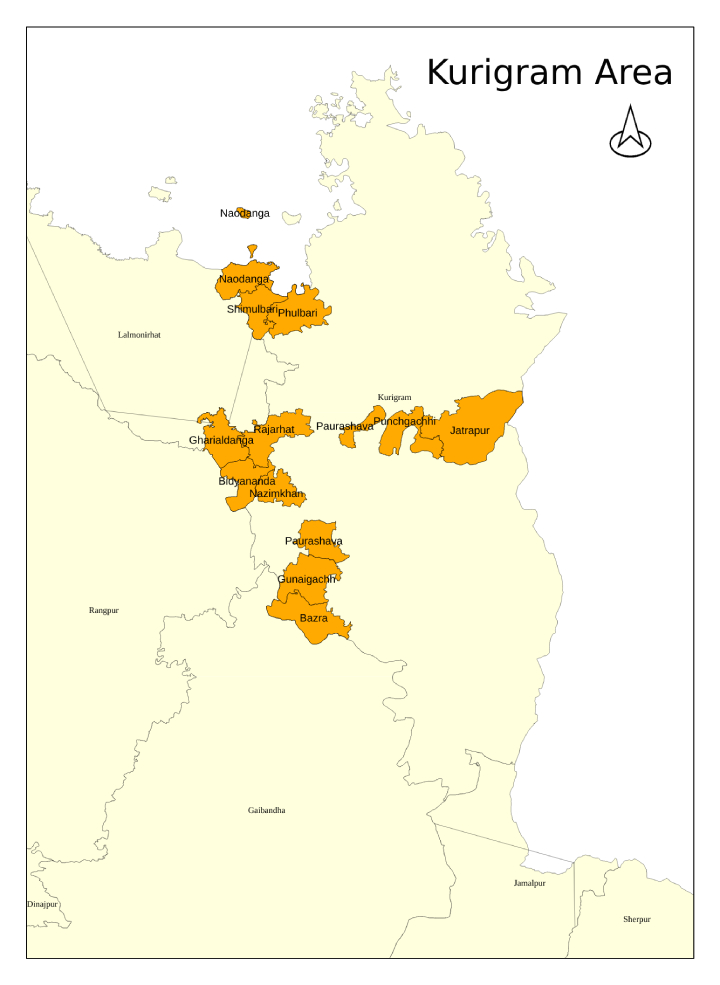 Kurigram Area
Naodanga
Naodanga
Shimulbari
Phulbari
Lalmonirhat
Kurigram
Punchgachhi
Paurashava
Rajarhat
Jatrapur
Gharialdanga
Bidyananda
Nazimkhan
Paurashava
Gunaigachh
Bazra
Rangpur
Gaibandha
Jamalpur
Dinajpur
Sherpur